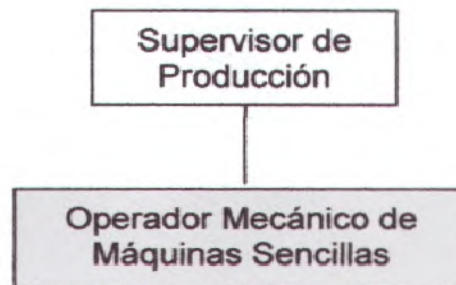 Supervisor de
Producción
Operador Mecánico de
Máquinas Sencillas